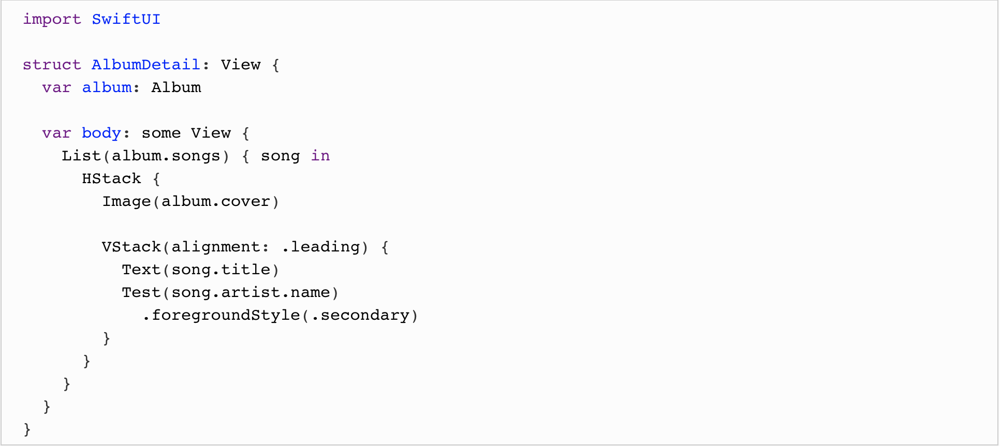 import SwiftUI
struct AlbumDetail: View {
var album: Album
var body: some View {
List(album.songs) { song in
HStack {
Image(album.cover)
VStack(alignment: .leading) {
Text(song.title)
Test(song.artist.name)
.foregroundStyle(.secondary)
}
}
}
}
}